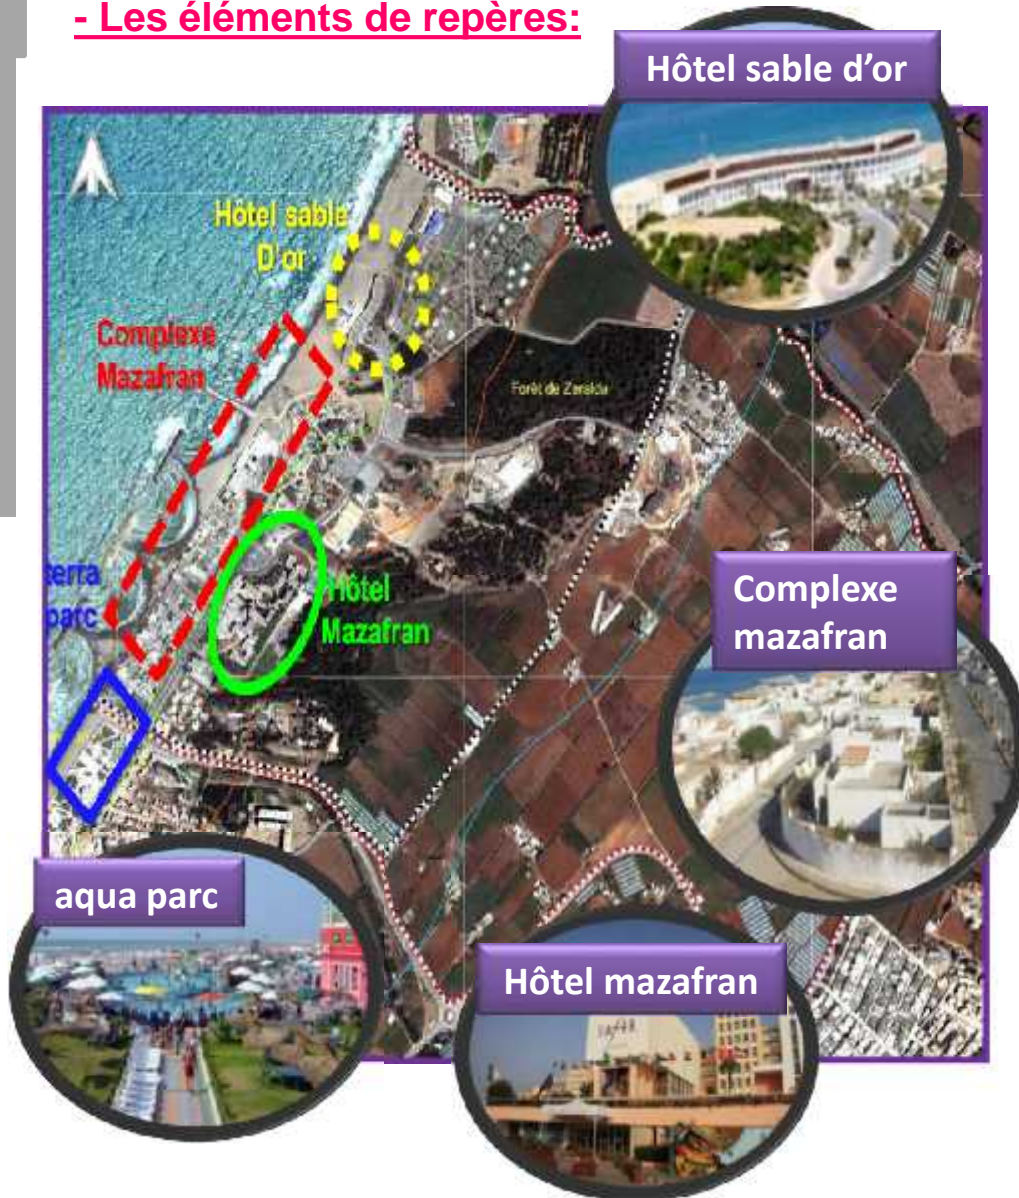 - Les éléments de repères:
Hôtel sable d'or
Hôtel sable
D'or
Complexe
Mazafran
Forêt de Zeralda
terra
parc
Hôtel
Mazafran
Complexe
mazafran
aqua parc
Hôtel mazafran